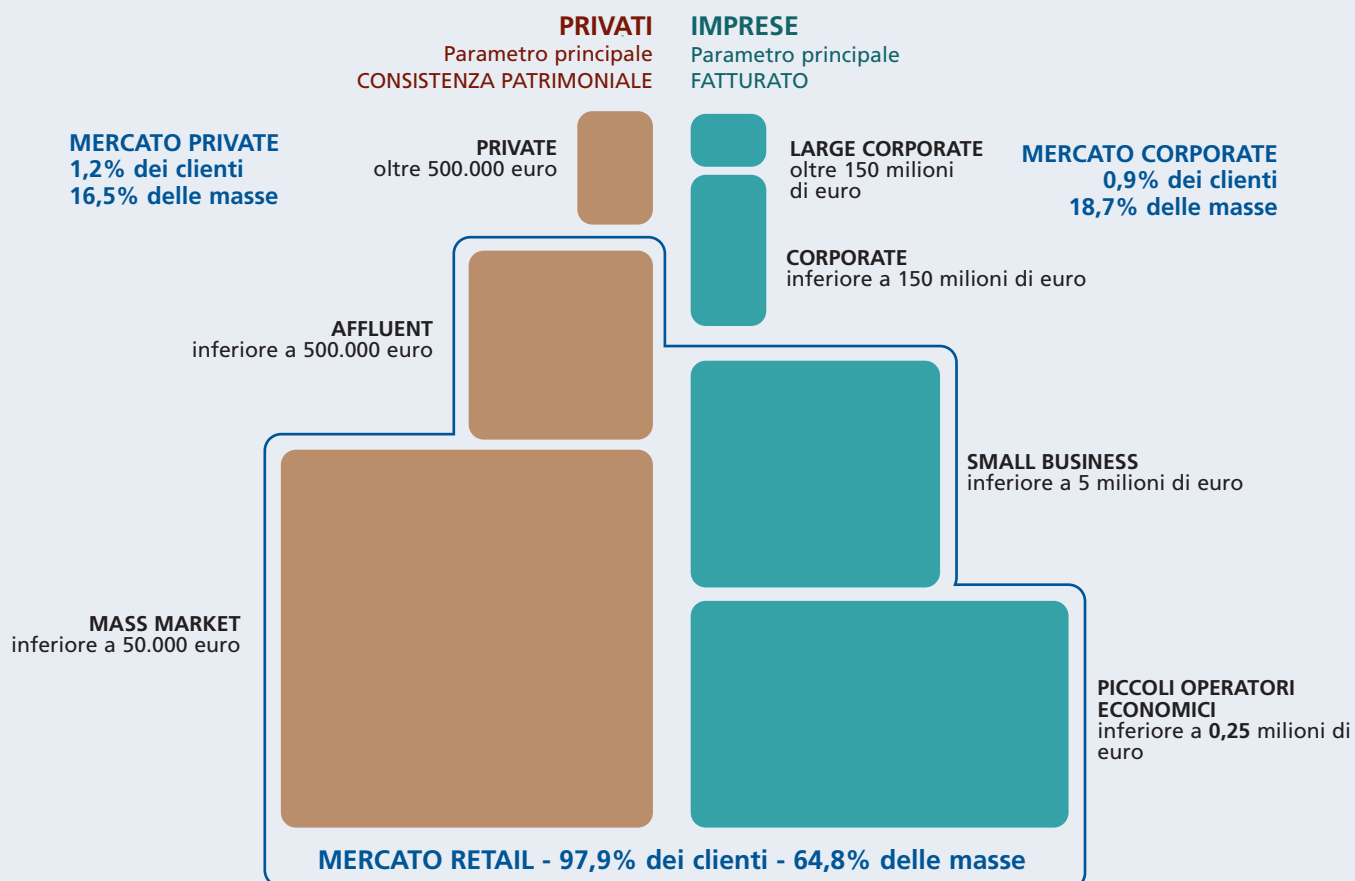 PRIVATI
Parametro principale
CONSISTENZA PATRIMONIALE
IMPRESE
Parametro principale
FATTURATO
MERCATO PRIVATE
1,2% dei clienti
16,5% delle masse
PRIVATE
oltre 500.000 euro
LARGE CORPORATE
oltre 150 milioni
di euro
MERCATO CORPORATE
0,9% dei clienti
18,7% delle masse
CORPORATE
inferiore a 150 milioni di euro
AFFLUENT
inferiore a 500.000 euro
SMALL BUSINESS
inferiore a 5 milioni di euro
MASS MARKET
inferiore a 50.000 euro
PICCOLI OPERATORI
ECONOMICI
inferiore a 0,25 milioni di
euro
MERCATO RETAIL - 97,9% dei clienti - 64,8% delle masse